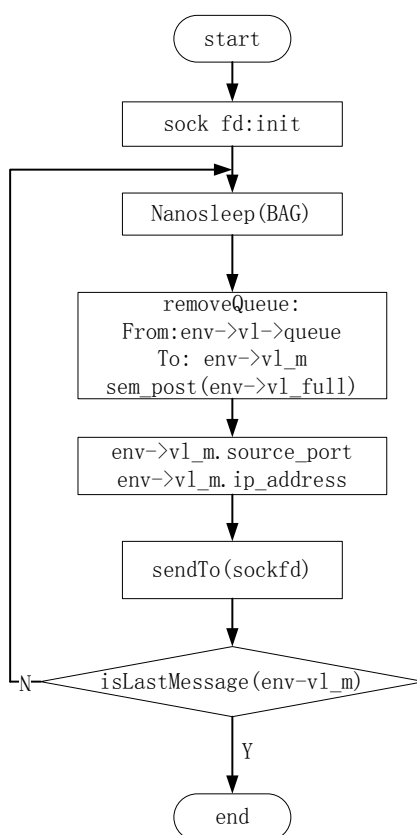 start
sock fd:init
Nanosleep(BAG)
removeQueue:
From:env->vl->queue
To: env->vl_m
sem_post(env->vl_full)
env->vl_m.source_port
env->vl_m.ip_address
sendTo(sockfd)
isLastMessage(env-vl_m)
N
Y
end